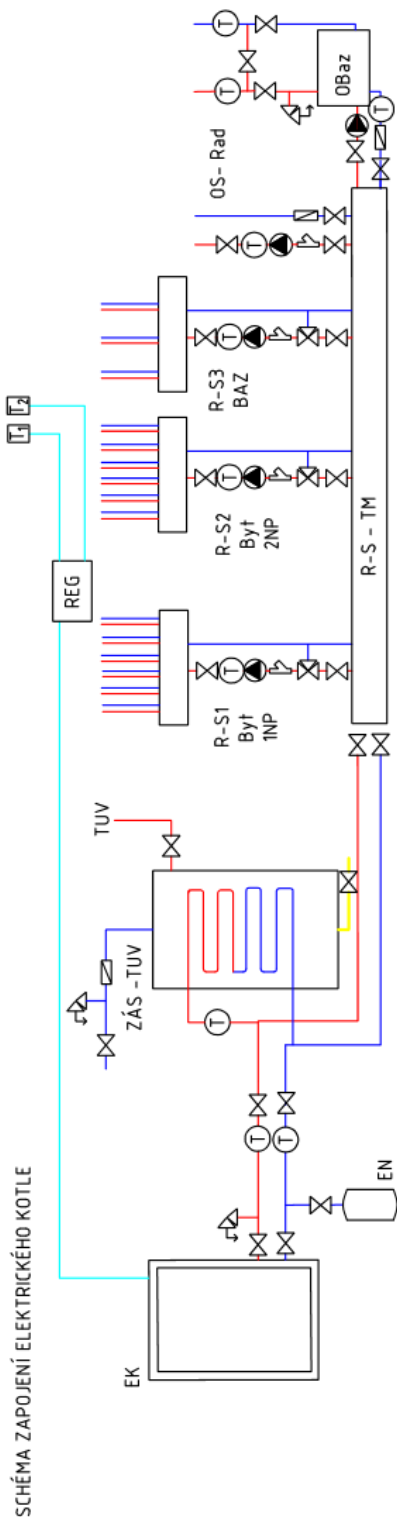 SCHÉMA ZAPOJENÍ ELEKTRICKÉHO KOTLE
EK
EN
T
T
T
ZÁS -TUV
TUV
REG
T1
T2
R-S1
Byt
1NP
T
R-S2
Byt
2NP
T
R-S3
BAZ
T
OS- Rad
T
R-S - TM
OBaz
T
T
T